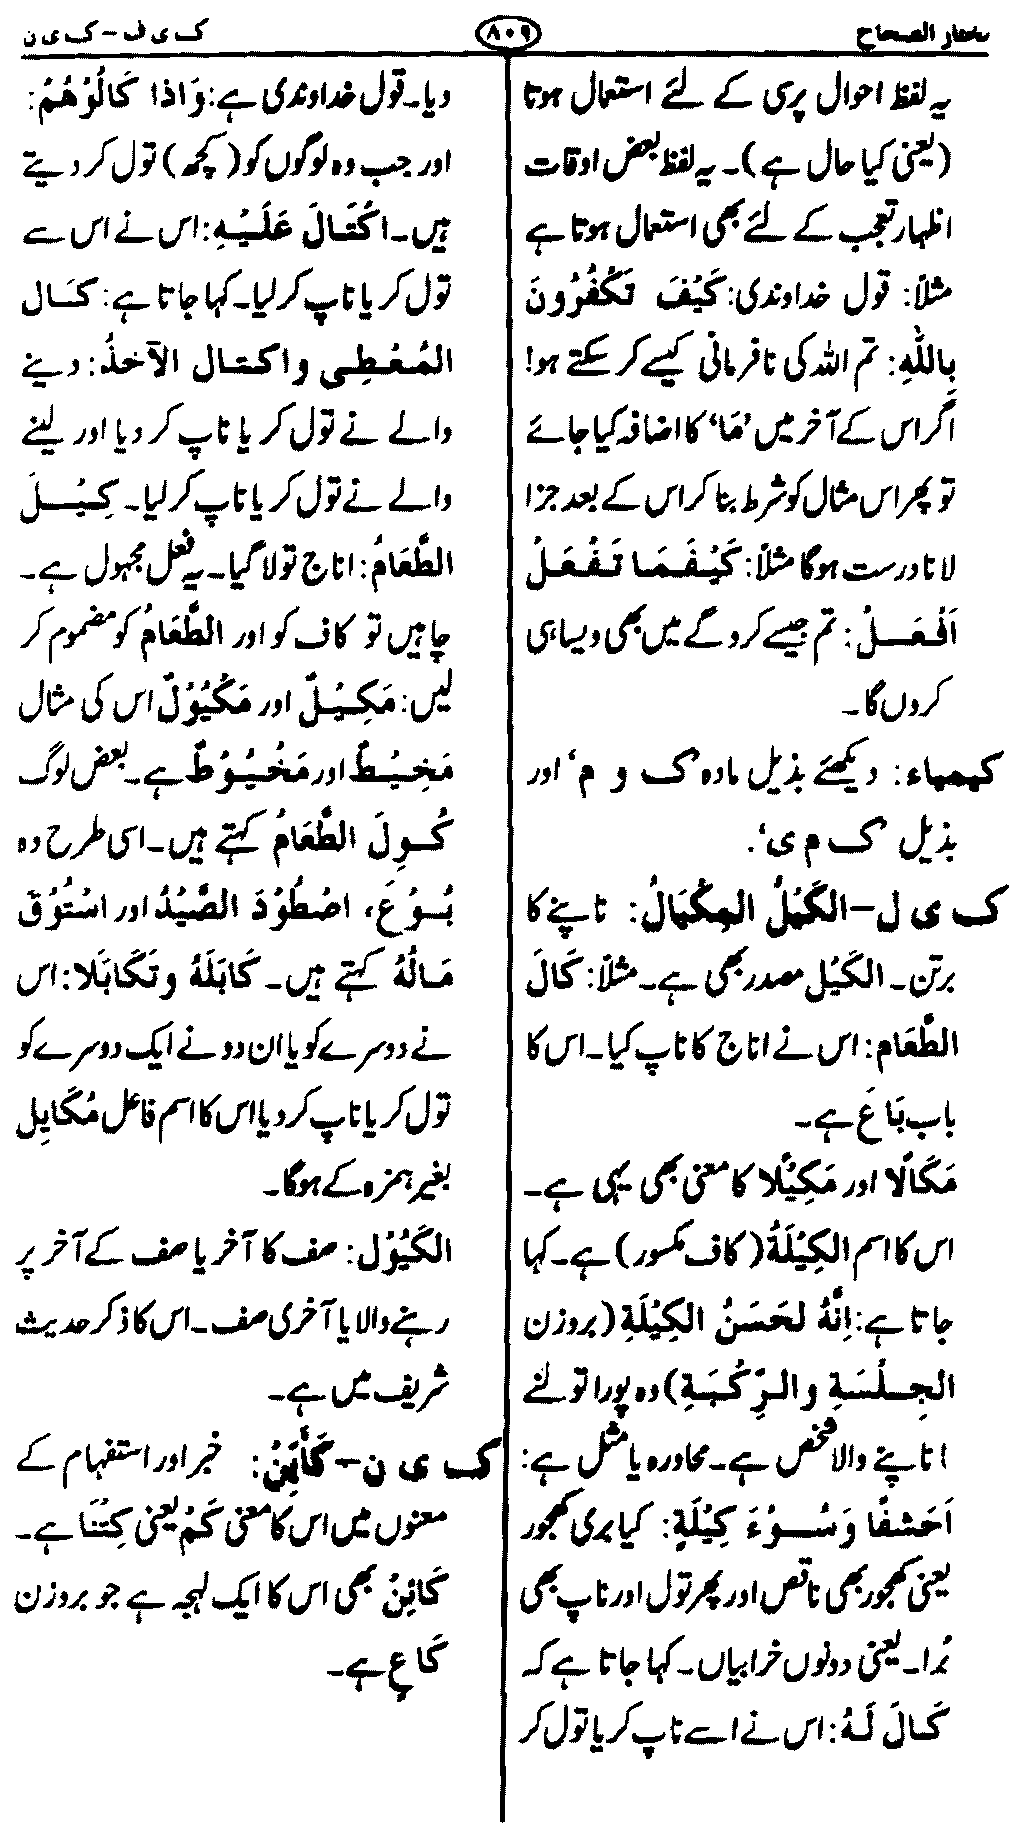 مختار الصحاح
۸۰۹
ک ی ف - ک ی ن
یہ لفظ احوال پرسی کے لئے استعمال ہوتا
(یعنی کیا حال ہے)۔ یہ لفظ بعض اوقات
اظہار تعجب کے لئے بھی استعمال ہوتا ہے
مثلاً: قول خداوندی: کَیْفَ تَکْفُرُونَ
بِاللّٰہِ: تم اللہ کی نافرمانی کیسے کر سکتے ہو!
اگر اس کے آخر میں ’مَا‘ کا اضافہ کیا جائے
تو پھر اس مثال کو شرط بنا کر اس کے بعد جزا
لانا درست ہوگا مثلاً: کَیْفَمَا تَفْعَلْ
اَفْعَلْ: تم جیسے کرو گے میں بھی ویسا ہی
کروں گا۔
کیمیاء: دیکھئے بذیل مادہ ’ک و م‘ اور
بذیل ’ک م ی‘.
ک ی ل - الکَیْلُ المِکْیَالُ: ناپنے کا
برتن۔ الکَیْل مصدر بھی ہے۔ مثلاً: کَالَ
الطَّعَام: اس نے اناج کا ناپ کیا۔ اس کا
باب بَاعَ ہے۔
مَکَالًا اور مَکِیْلًا کا معنی بھی یہی ہے۔
اس کا اسم الکِیْلَۃُ (کاف مکسور) ہے۔ کہا
جاتا ہے: اِنَّہُ لَحَسَنُ الکِیْلَۃِ (بروزن
الجِلْسَۃِ والرِّکْبَۃِ) وہ پورا تولنے
اناپنے والا شخص ہے۔ محاورہ یا مثل ہے:
اَحَشَفًا وَسُوْءَ کِیْلَۃٍ: کیا بری کھجور
یعنی کھجور بھی ناقص اور پھر تول اور ناپ بھی
بُرا۔ یعنی دونوں خرابیاں۔ کہا جاتا ہے کہ
کَالَ لَہُ: اس نے اسے ناپ کر یا تول کر
دیا۔ قول خداوندی ہے: وَاذا کَالُوْهُمْ:
اور جب وہ لوگوں کو (کچھ) تول کر دیتے
ہیں۔ اکْتَالَ عَلَیْہِ: اس نے اس سے
تول کر یا ناپ کر لیا۔ کہا جاتا ہے: کَال
المُعْطِی واکتال الآخذُ: دینے
والے نے تول کر یا ناپ کر دیا اور لینے
والے نے تول کر یا ناپ کر لیا۔ کِیْلَ
الطَّعَامُ: اناج تولا گیا۔ یہ فعل مجہول ہے۔
چاہیں تو کاف کو اور الطَّعَامُ کو مضموم کر
لیں: مَکِیْلٌ اور مَکْیُوْلٌ اس کی مثال
مَخِیْطٌ اور مَخْیُوْطٌ ہے۔ بعض لوگ
کُوِلَ الطَّعَامُ کہتے ہیں۔ اسی طرح وہ
بُوْعَ، اصْطُوْدَ الصَّیْدُ اور اسْتُوْقَ
مَالُہُ کہتے ہیں۔ کَایَلَہُ وتَکَایَلَا: اس
نے دوسرے کو یا ان دو نے ایک دوسرے کو
تول کر یا ناپ کر دیا اس کا اسم فاعل مُکَایِل
بغیر ہمزہ کے ہوگا۔
الکَیُّوْل: صف کا آخر یا صف کے آخر پر
رہنے والا یا آخری صف۔ اس کا ذکر حدیث
شریف میں ہے۔
ک ی ن - کَأَیِّنْ: خبر اور استفہام کے
معنوں میں اس کا معنی کَمْ یعنی کِتنَا ہے۔
کَائِنْ بھی اس کا ایک لہجہ ہے جو بروزن
کَاعٍ ہے۔